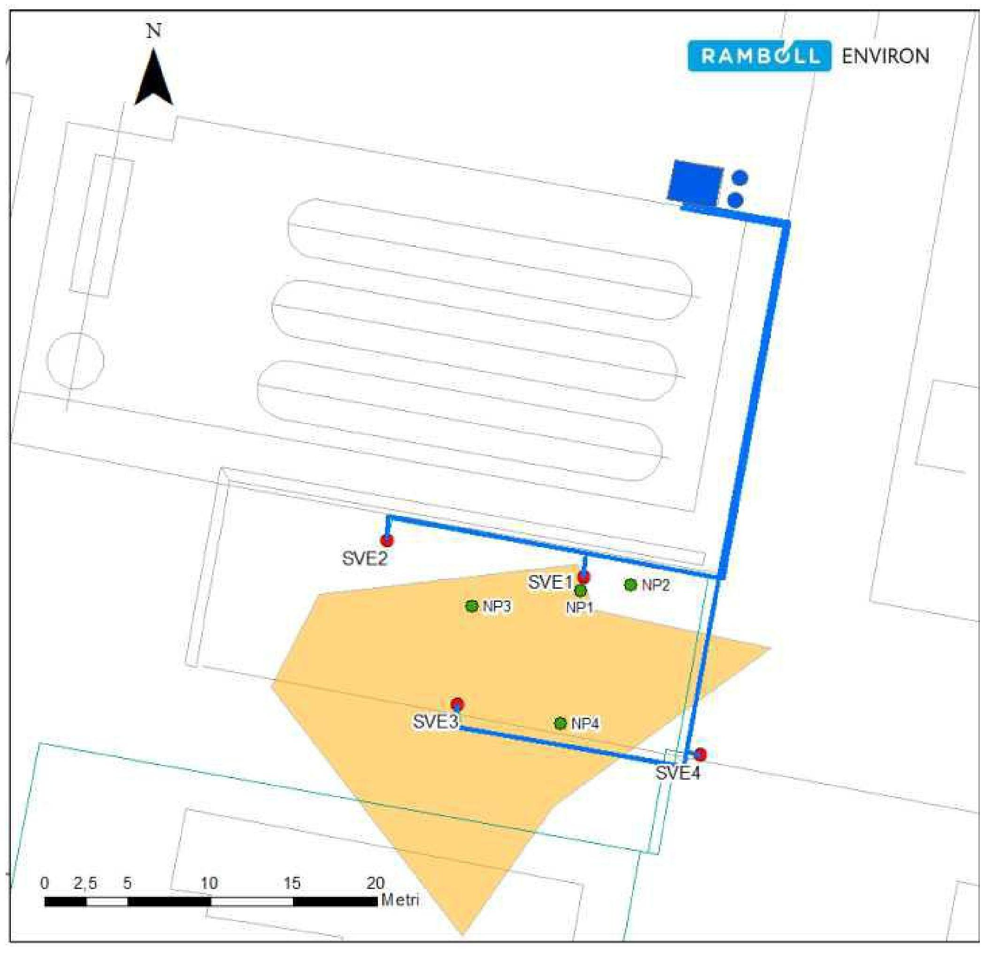 N
RAMBOLL ENVIRON
SVE2
SVE1
NP2
NP3
NP1
SVE3
NP4
SVE4
0 2,5 5 10 15 20
Metri